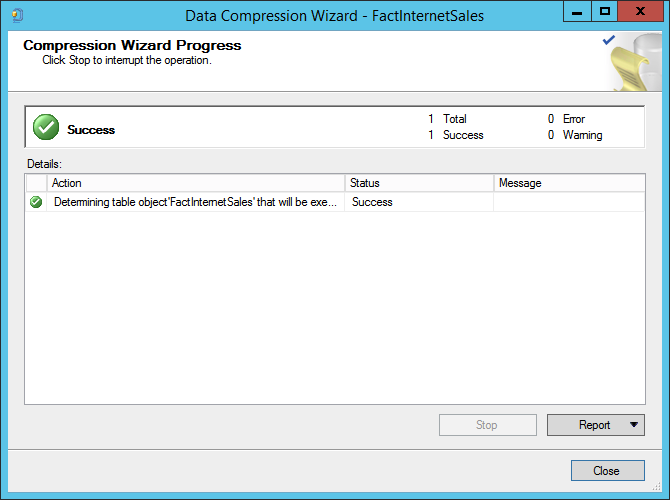 Data Compression Wizard - FactInternetSales
Compression Wizard Progress
Click Stop to interrupt the operation.
Success
1 Total 0 Error
1 Success 0 Warning
Details:
Action Status Message
Determining table object'FactInternetSales' that will be exe... Success
Stop Report
Close